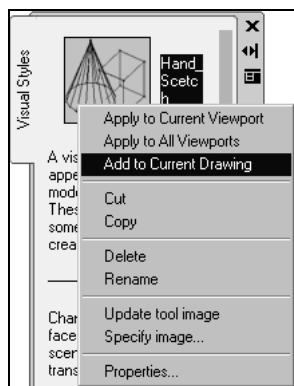 Visual Styles
Hand_
Scetc
h
Apply to Current Viewport
Apply to All Viewports
Add to Current Drawing
Cut
Copy
Delete
Rename
Update tool image
Specify image...
Properties...
A vis
appe
mod
Thes
some
crea
Char
face
scer
trans